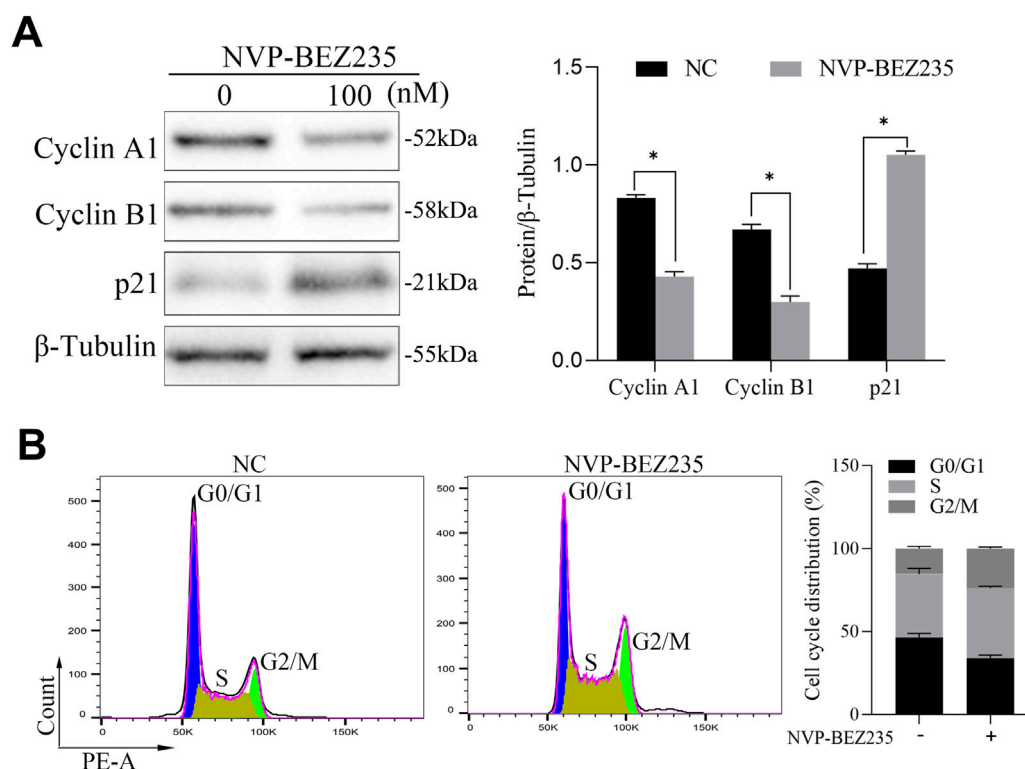 A
NVP-BEZ235
0 100 (nM)
Cyclin A1 -52kDa
Cyclin B1 -58kDa
p21 -21kDa
β-Tubulin -55kDa
NC NVP-BEZ235
Protein/β-Tubulin
1.5
1.0
0.5
0.0
* * *
Cyclin A1 Cyclin B1 p21
B
NC
G0/G1
S
G2/M
500
400
300
200
100
0
0 50K 100K 150K
Count
PE-A
NVP-BEZ235
G0/G1
S
G2/M
500
400
300
200
100
0
0 50K 100K 150K
G0/G1
S
G2/M
Cell cycle distribution (%)
150
100
50
0
NVP-BEZ235 - +